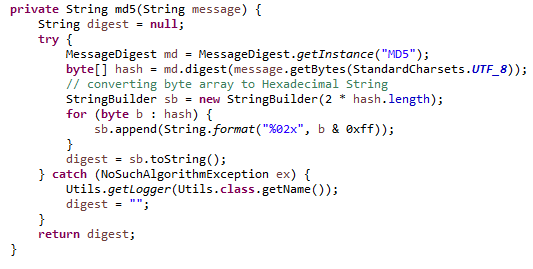 private String md5(String message) {
    String digest = null;
    try {
        MessageDigest md = MessageDigest.getInstance("MD5");
        byte[] hash = md.digest(message.getBytes(StandardCharsets.UTF_8));
        // converting byte array to Hexadecimal String
        StringBuilder sb = new StringBuilder(2 * hash.length);
        for (byte b : hash) {
            sb.append(String.format("%02x", b & 0xff));
        }
        digest = sb.toString();
    } catch (NoSuchAlgorithmException ex) {
        Utils.getLogger(Utils.class.getName());
        digest = "";
    }
    return digest;
}